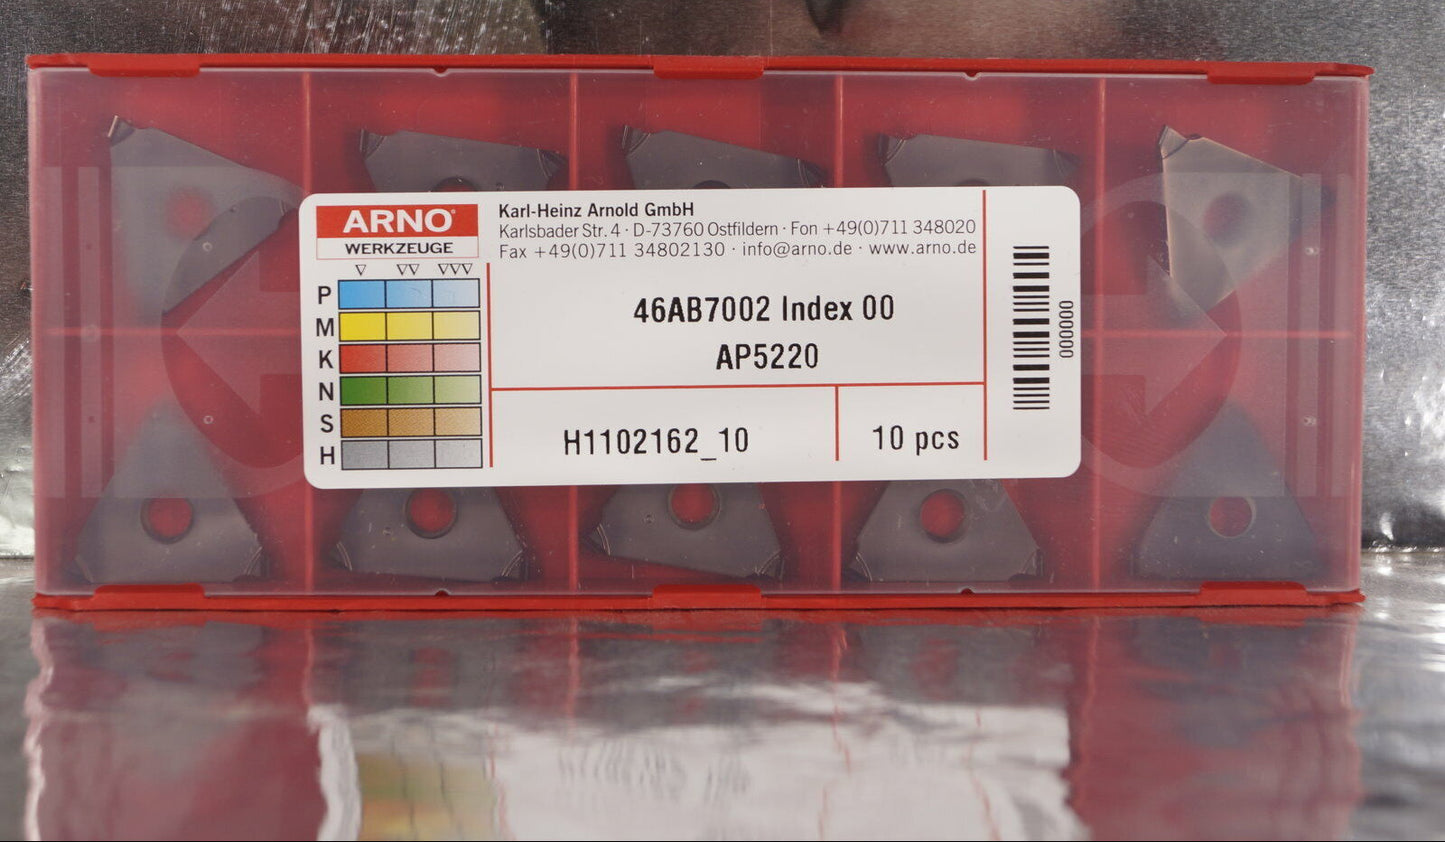 ARNO®
WERKZEUGE
Karl-Heinz Arnold GmbH
Karlsbader Str. 4 · D-73760 Ostfildern · Fon +49(0)711 348020
Fax +49(0)711 34802130 · info@arno.de · www.arno.de
P
M
K
N
S
H
46AB7002 Index 00
AP5220
H1102162_10
10 pcs
000000